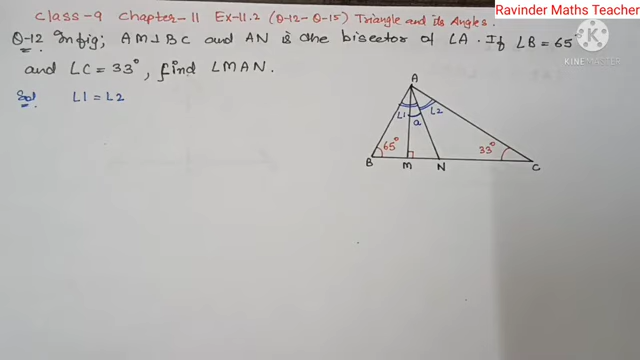 Ravinder Maths Teacher
Class-9 Chapter-11 Ex-11.2 (Q-12-Q-15) Triangle and its Angles.
Q-12 In fig; AM⊥BC and AN is the bisector of ∠A. If ∠B = 65°
and ∠C = 33°, find ∠MAN.
Sol. ∠1 = ∠2
KINEMASTER
A
∠1 ∠2
a
65° 33°
B M N C